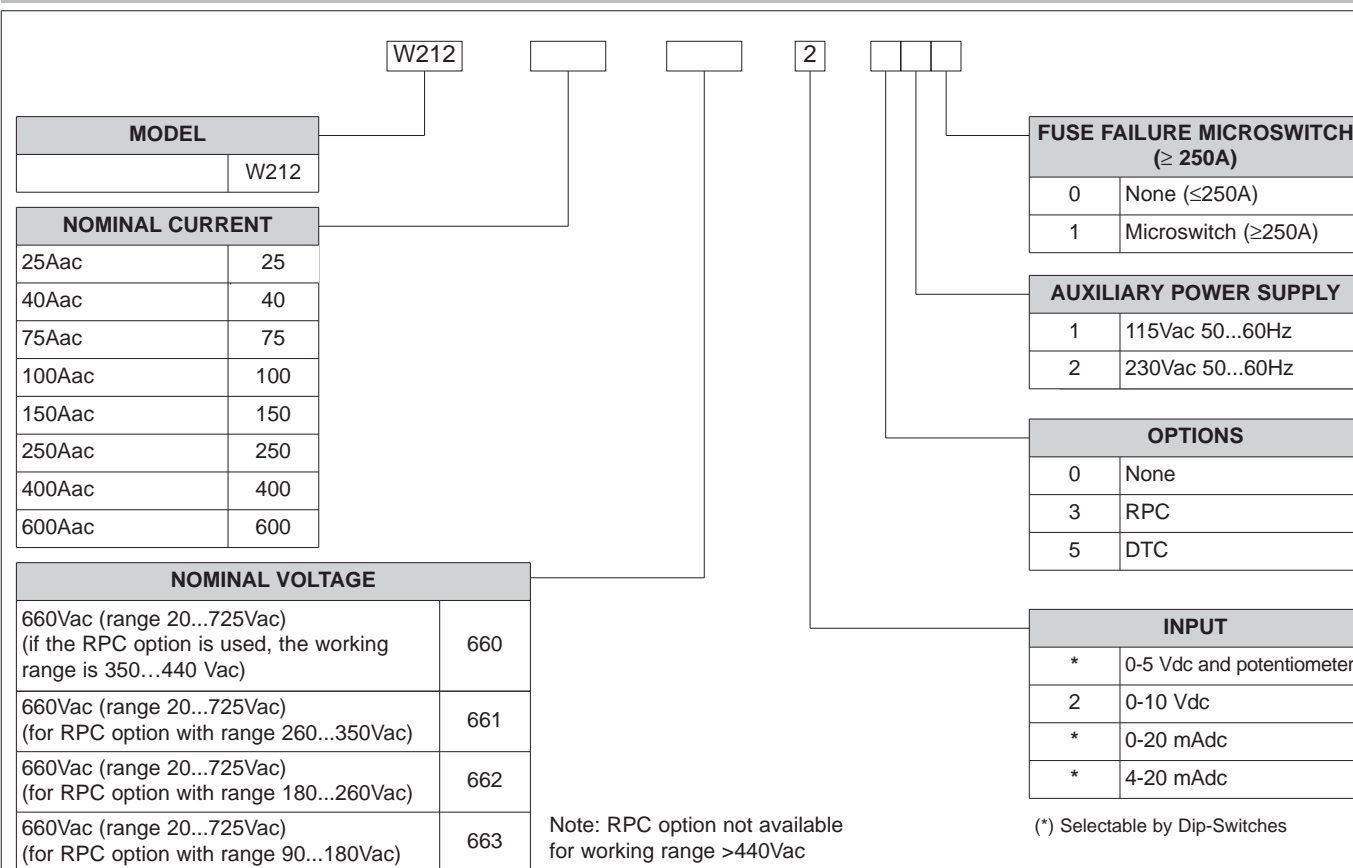 W212 2
MODEL
W212
NOMINAL CURRENT
25Aac 25
40Aac 40
75Aac 75
100Aac 100
150Aac 150
250Aac 250
400Aac 400
600Aac 600
NOMINAL VOLTAGE
660Vac (range 20...725Vac)
(if the RPC option is used, the working
range is 350…440 Vac)
660
660Vac (range 20...725Vac)
(for RPC option with range 260...350Vac)
661
660Vac (range 20...725Vac)
(for RPC option with range 180...260Vac)
662
660Vac (range 20...725Vac)
(for RPC option with range 90...180Vac)
663
Note: RPC option not available
for working range >440Vac
FUSE FAILURE MICROSWITCH
(≥ 250A)
0 None (≤250A)
1 Microswitch (≥250A)
AUXILIARY POWER SUPPLY
1 115Vac 50...60Hz
2 230Vac 50...60Hz
OPTIONS
0 None
3 RPC
5 DTC
INPUT
* 0-5 Vdc and potentiometer
2 0-10 Vdc
* 0-20 mAdc
* 4-20 mAdc
(*) Selectable by Dip-Switches